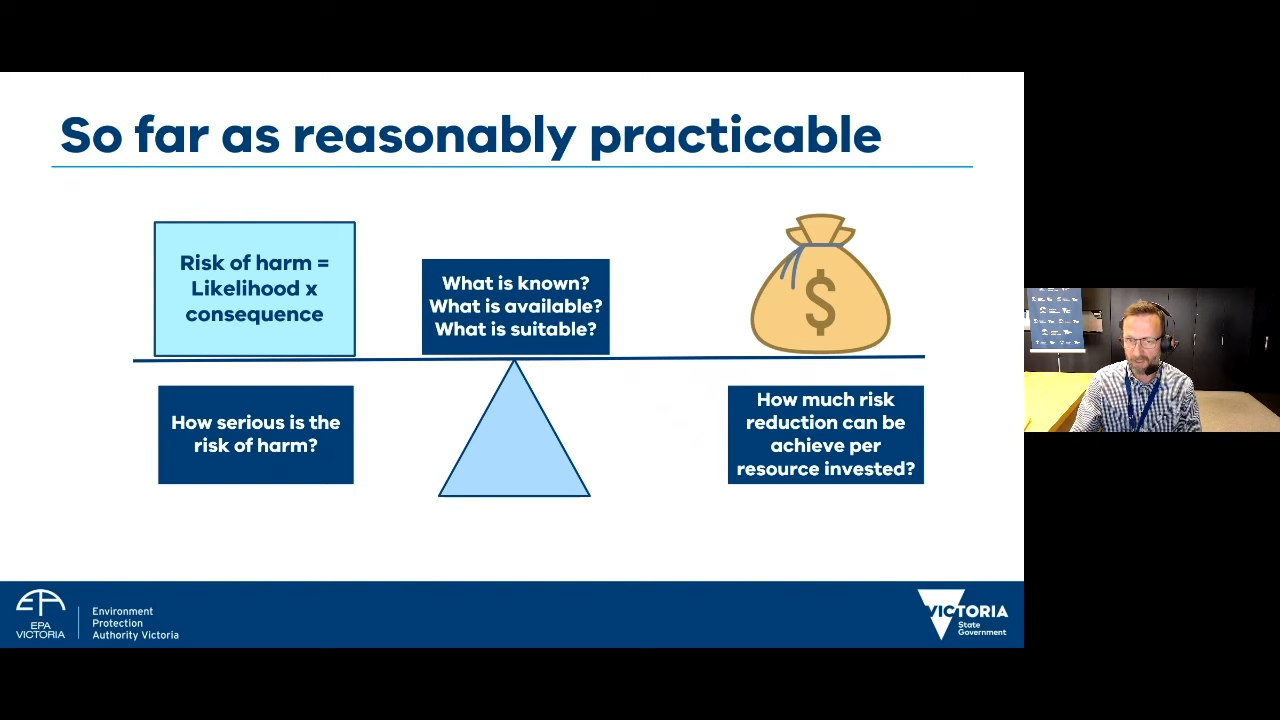 So far as reasonably practicable
Risk of harm =
Likelihood x
consequence
What is known?
What is available?
What is suitable?
$
How serious is the
risk of harm?
How much risk
reduction can be
achieve per
resource invested?
EPA
VICTORIA
Environment
Protection
Authority Victoria
VICTORIA
State
Government